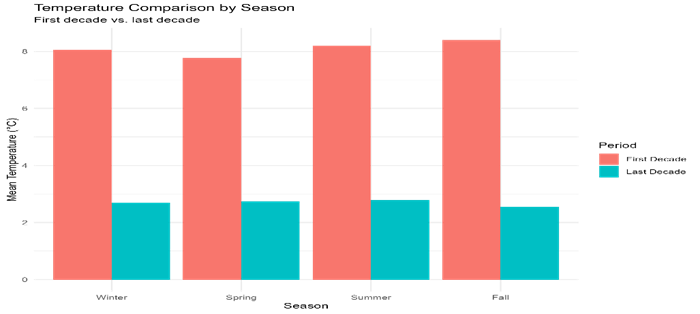 Temperature Comparison by Season
First decade vs. last decade
Mean Temperature (°C)
8
6
4
2
0
Winter
Spring
Summer
Fall
Season
Period
First Decade
Last Decade